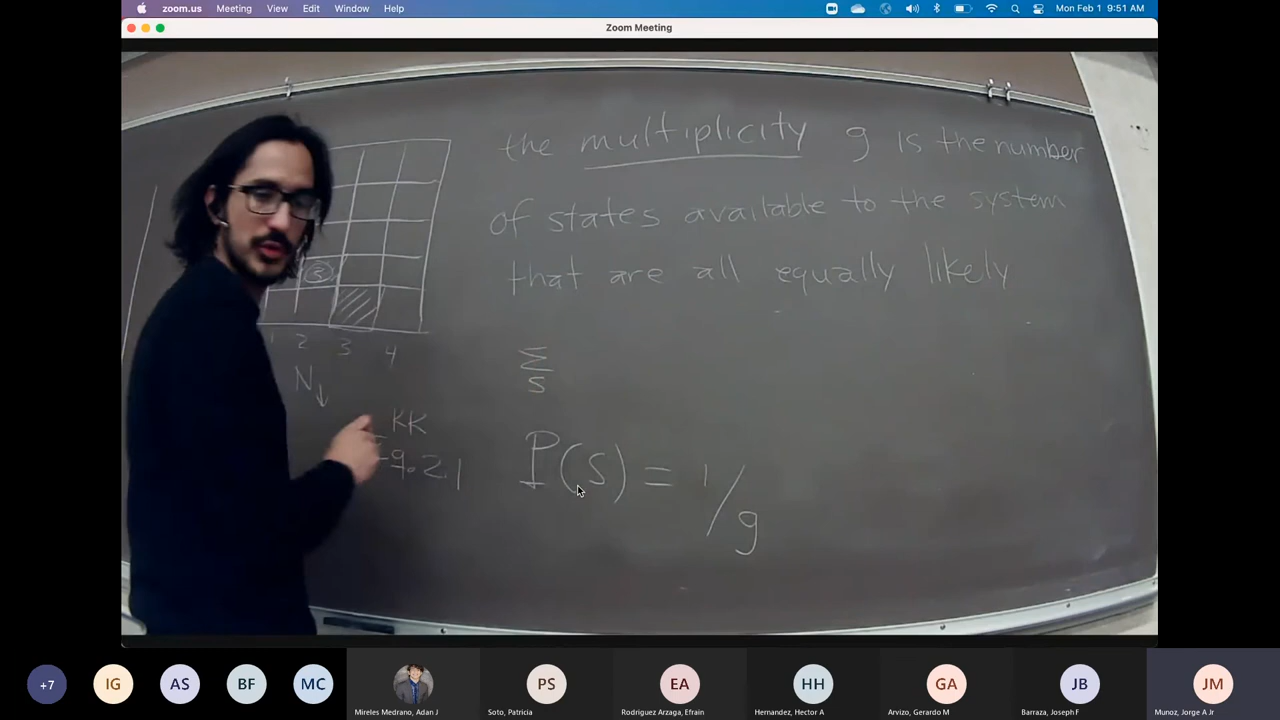 zoom.us Meeting View Edit Window Help
Mon Feb 1 9:51 AM
Zoom Meeting
the multiplicity g is the number
of states available to the system
that are all equally likely
3
1 2 3 4
N↓
KK
9.21
Σ
s
P(s) = 1/g
+7 IG AS BF MC PS EA HH GA JB JM
Mireles Medrano, Adan J
Soto, Patricia
Rodriguez Arzaga, Efrain
Hernandez, Hector A
Arvizo, Gerardo M
Barraza, Joseph F
Munoz, Jorge A Jr